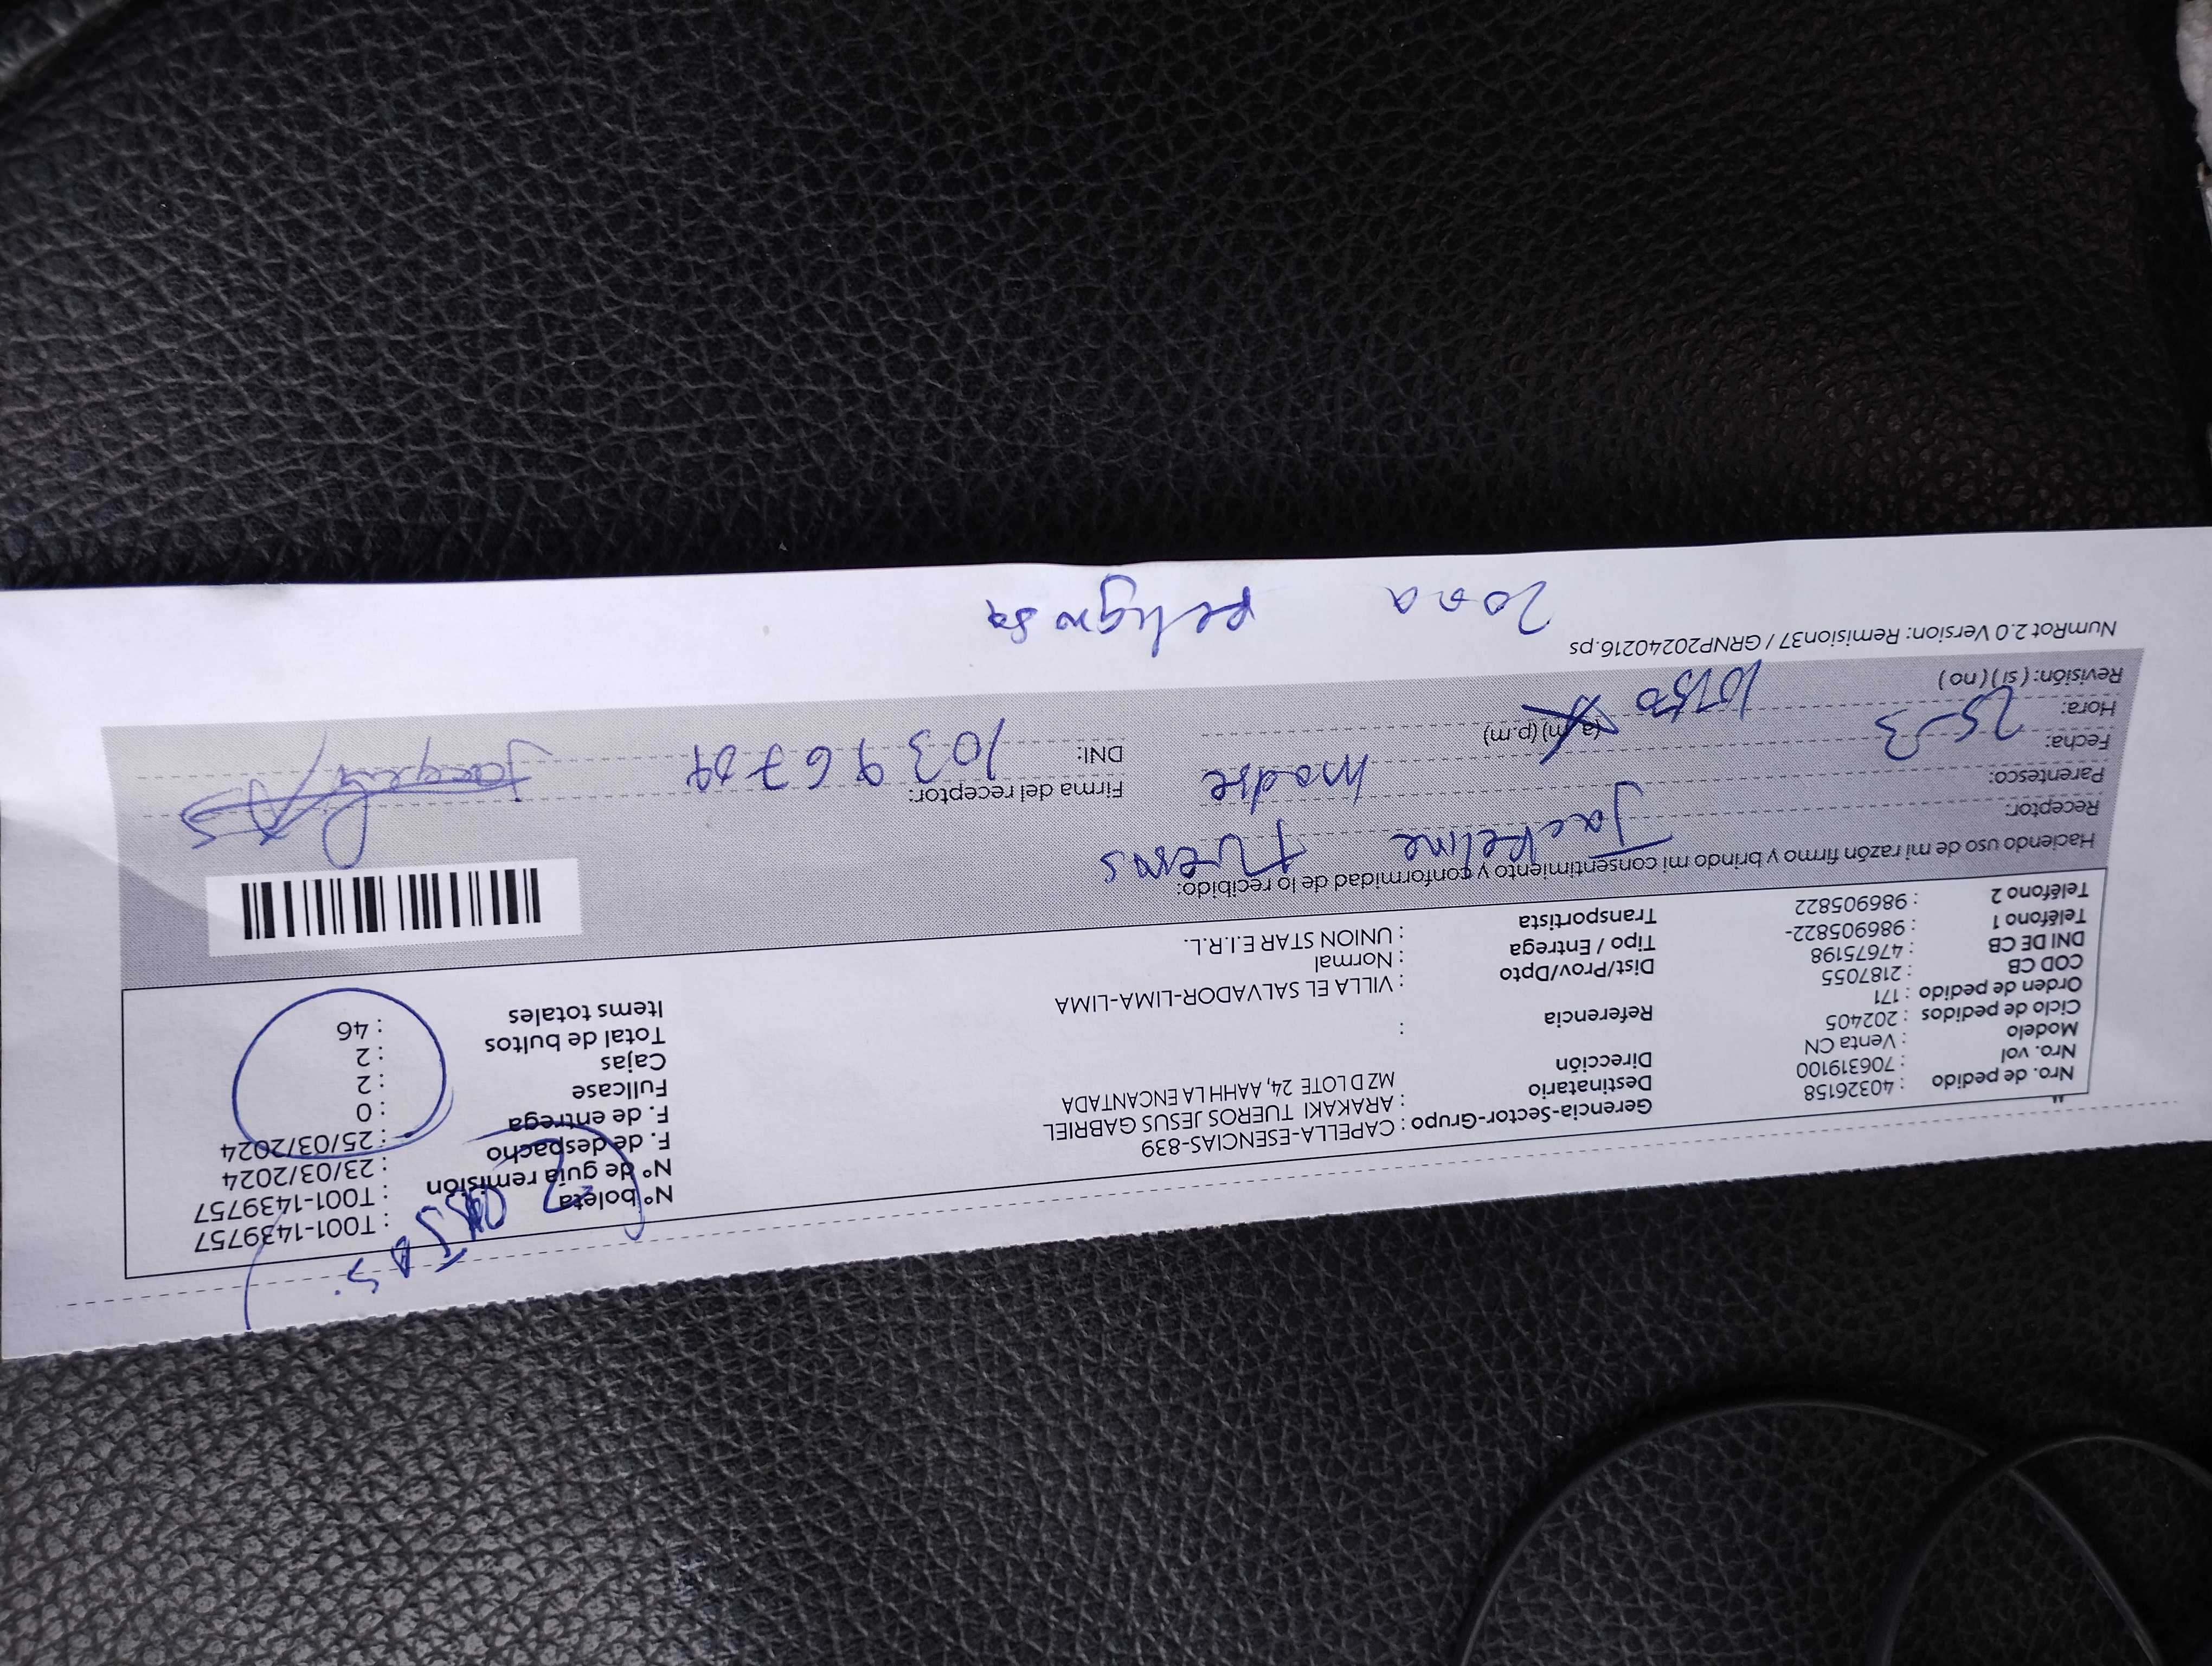 Nro. de pedido : 40326158
Nro. vol : 706319100
Modelo : Venta CN
Ciclo de pedidos : 202405
Orden de pedido : 171
COD CB : 2187055
DNI DE CB : 47675198
Teléfono 1 : 986905822-
Teléfono 2 : 986905822
Gerencia-Sector-Grupo : CAPELLA-ESENCIAS-839
Destinatario : ARAKAKI TUEROS JESUS GABRIEL
Dirección MZ D LOTE 24, AAHH LA ENCANTADA
Referencia :
Dist/Prov/Dpto : VILLA EL SALVADOR-LIMA-LIMA
Tipo / Entrega : Normal
Transportista : UNION STAR E.I.R.L.
N° boleta : T001-1439757
N° de guía remisión : T001-1439757
F. de despacho : 23/03/2024
F. de entrega : 25/03/2024
Fullcase : 0
Cajas : 2
Total de bultos : 2
Items totales : 46
2 CAJAS.
Haciendo uso de mi razón firmo y brindo mi consentimiento y conformidad de lo recibido:
Receptor: Jackeline Tueros
Parentesco: madre
Fecha: 25-3
Hora: 10:50 (a.m) (p.m)
Revisión: ( si ) ( no )
Firma del receptor:
DNI: 10396704
NumRot 2.0 Version: Remision37 / GRNP20240216.ps
Zona peligrosa